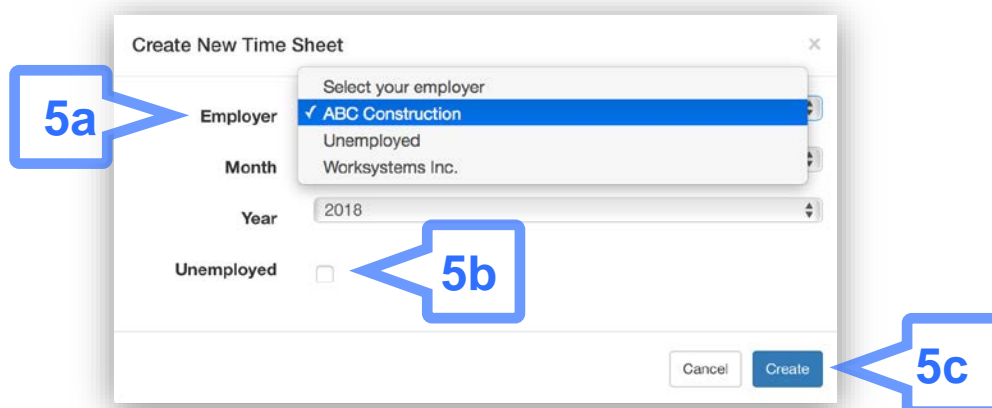 Create New Time Sheet ×
Select your employer
5a
Employer ✓ ABC Construction
Unemployed
Month
Worksystems Inc.
Year 2018
Unemployed
5b
Cancel Create
5c